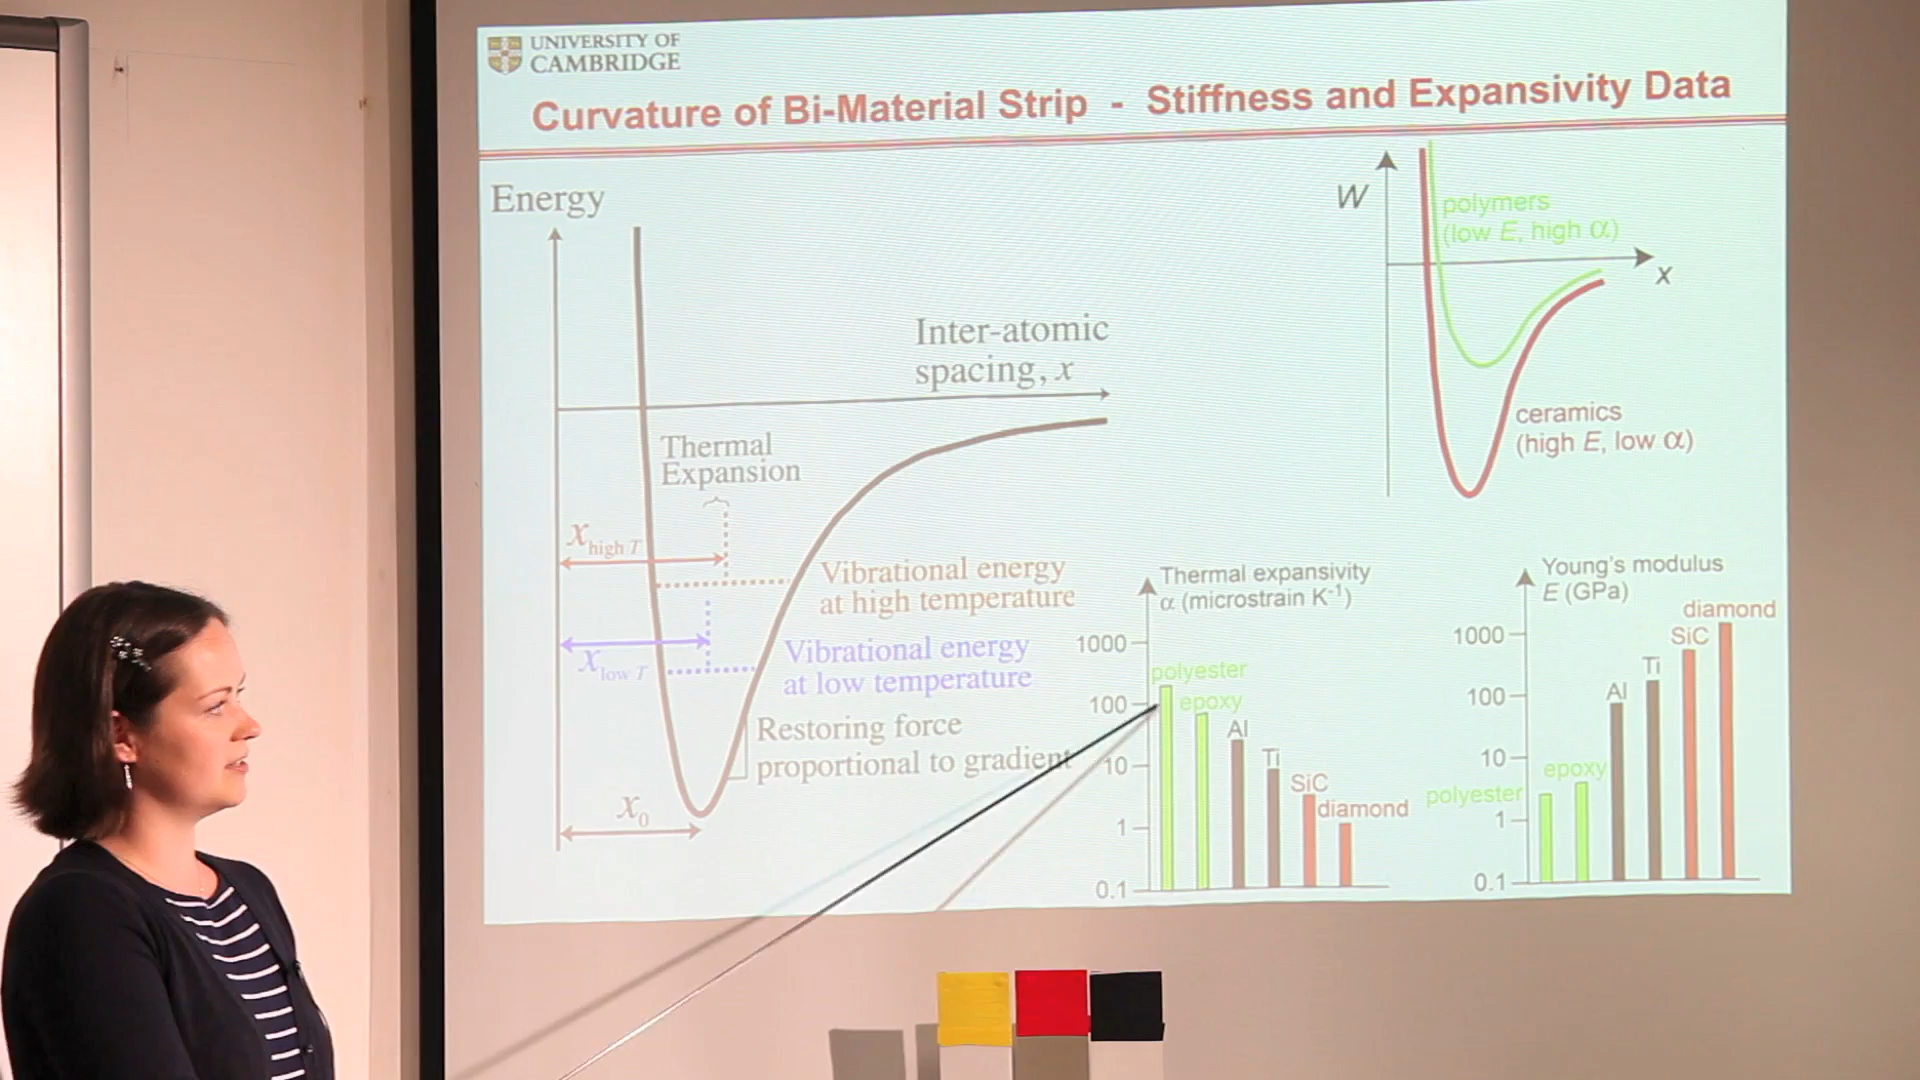 UNIVERSITY OF
CAMBRIDGE
Curvature of Bi-Material Strip - Stiffness and Expansivity Data
Energy
Inter-atomic
spacing, x
Thermal
Expansion
x high T
Vibrational energy
at high temperature
x low T
Vibrational energy
at low temperature
Restoring force
proportional to gradient
x0
W
polymers
(low E, high α)
x
ceramics
(high E, low α)
Thermal expansivity
α (microstrain K-1)
1000
100
10
1
0.1
polyester
epoxy
Al
Ti
SiC
diamond
Young's modulus
E (GPa)
1000
100
10
1
0.1
polyester
epoxy
Al
Ti
SiC
diamond